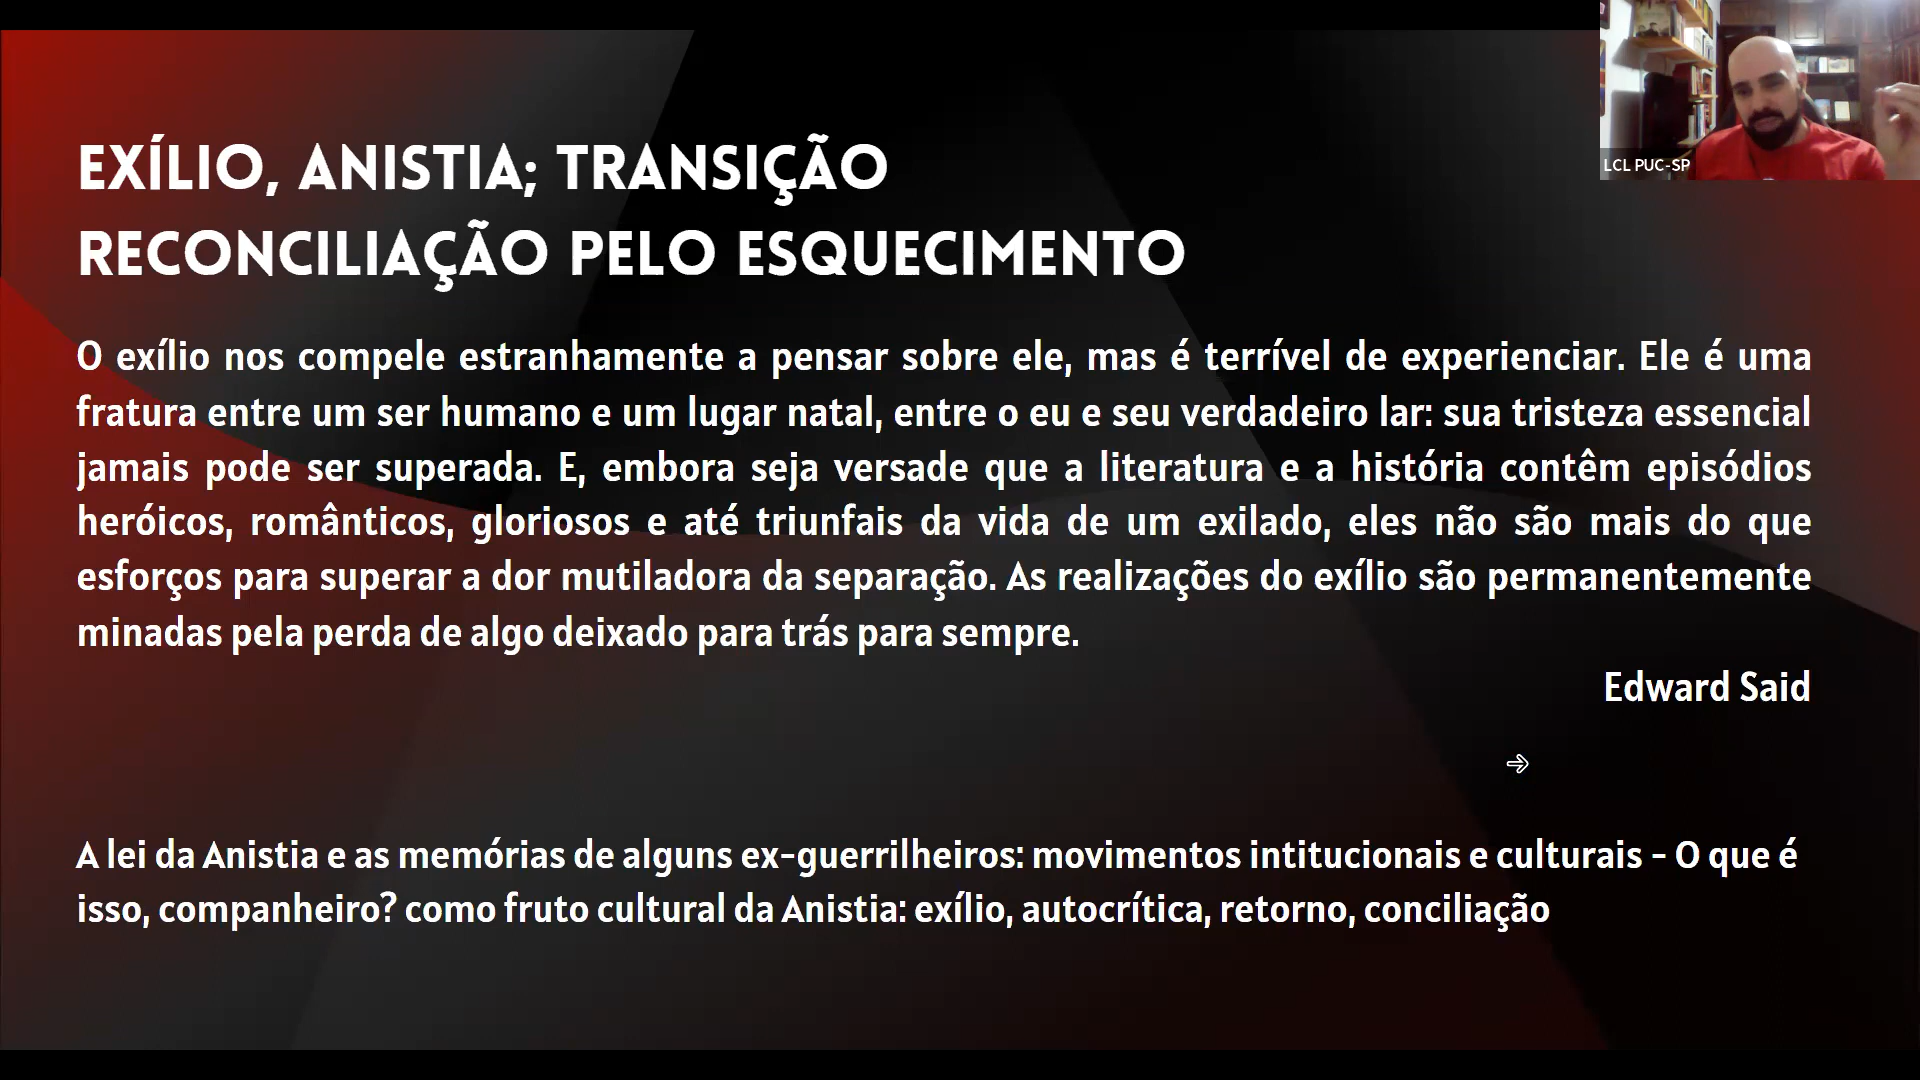 LCL PUC-SP
EXÍLIO, ANISTIA; TRANSIÇÃO
RECONCILIAÇÃO PELO ESQUECIMENTO
O exílio nos compele estranhamente a pensar sobre ele, mas é terrível de experienciar. Ele é uma
fratura entre um ser humano e um lugar natal, entre o eu e seu verdadeiro lar: sua tristeza essencial
jamais pode ser superada. E, embora seja versade que a literatura e a história contêm episódios
heróicos, românticos, gloriosos e até triunfais da vida de um exilado, eles não são mais do que
esforços para superar a dor mutiladora da separação. As realizações do exílio são permanentemente
minadas pela perda de algo deixado para trás para sempre.
Edward Said
A lei da Anistia e as memórias de alguns ex-guerrilheiros: movimentos intitucionais e culturais - O que é
isso, companheiro? como fruto cultural da Anistia: exílio, autocrítica, retorno, conciliação